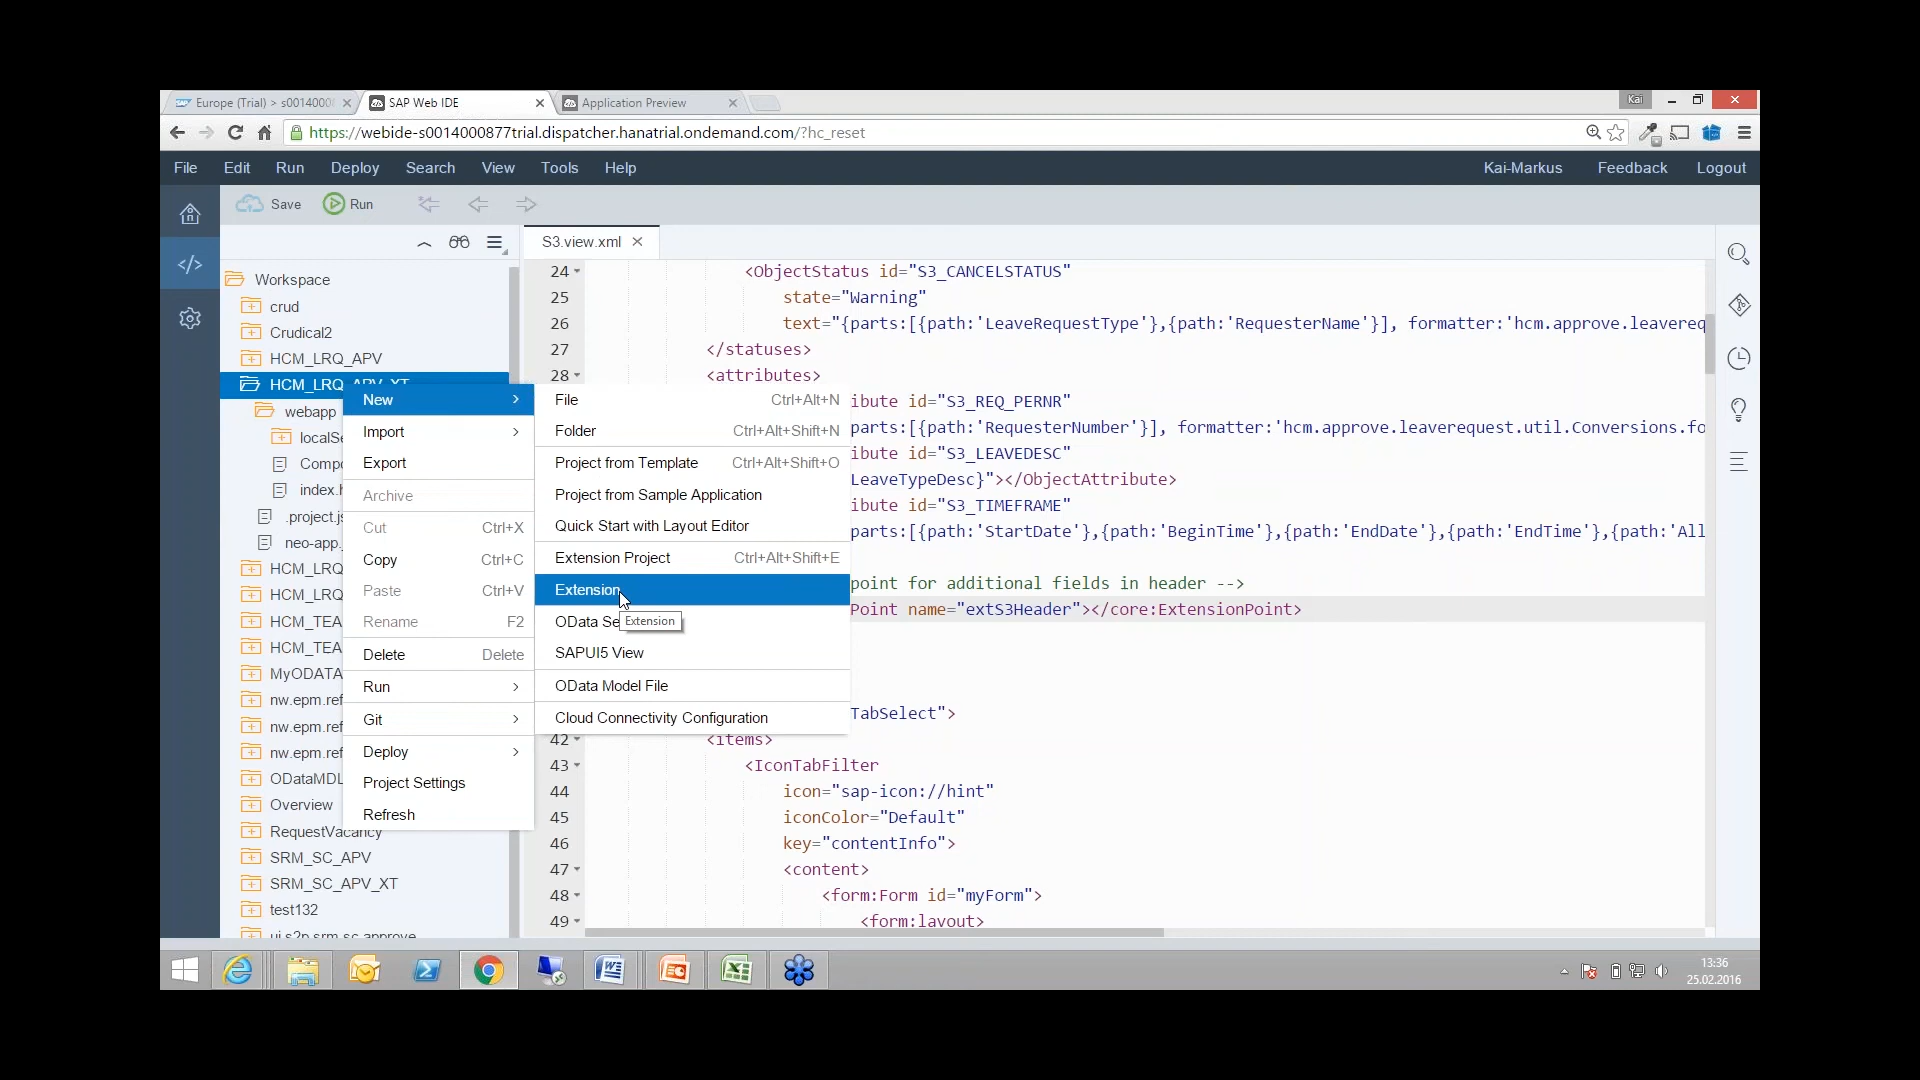 Europe (Trial) > s0014000
SAP Web IDE
Application Preview
Kai
https://webide-s0014000877trial.dispatcher.hanatrial.ondemand.com/?hc_reset
File Edit Run Deploy Search View Tools Help Kai-Markus Feedback Logout
Save Run
S3.view.xml
Workspace
crud
Crudical2
HCM_LRQ_APV
HCM_LRQ_APV_XT
webapp
localSe
Compo
index.h
.project.js
neo-app.
HCM_LRQ
HCM_LRQ
HCM_TEA
HCM_TEA
MyODATA
nw.epm.ref
nw.epm.ref
nw.epm.ref
ODataMDL
Overview
RequestVacancy
SRM_SC_APV
SRM_SC_APV_XT
test132
ui.s2p.srm.sc.approve
New
Import
Export
Archive
Cut Ctrl+X
Copy Ctrl+C
Paste Ctrl+V
Rename F2
Delete Delete
Run
Git
Deploy
Project Settings
Refresh
File Ctrl+Alt+N
Folder Ctrl+Alt+Shift+N
Project from Template Ctrl+Alt+Shift+O
Project from Sample Application
Quick Start with Layout Editor
Extension Project Ctrl+Alt+Shift+E
Extension
OData Se
Extension
SAPUI5 View
OData Model File
Cloud Connectivity Configuration
24 <ObjectStatus id="S3_CANCELSTATUS"
25 state="Warning"
26 text="{parts:[{path:'LeaveRequestType'},{path:'RequesterName'}], formatter:'hcm.approve.leavereq
27 </statuses>
28 <attributes>
ibute id="S3_REQ_PERNR"
parts:[{path:'RequesterNumber'}], formatter:'hcm.approve.leaverequest.util.Conversions.fo
ibute id="S3_LEAVEDESC"
LeaveTypeDesc}"></ObjectAttribute>
ibute id="S3_TIMEFRAME"
parts:[{path:'StartDate'},{path:'BeginTime'},{path:'EndDate'},{path:'EndTime'},{path:'All
point for additional fields in header -->
Point name="extS3Header"></core:ExtensionPoint>
TabSelect">
42 <items>
43 <IconTabFilter
44 icon="sap-icon://hint"
45 iconColor="Default"
46 key="contentInfo">
47 <content>
48 <form:Form id="myForm">
49 <form:layout>
13:36
25.02.2016